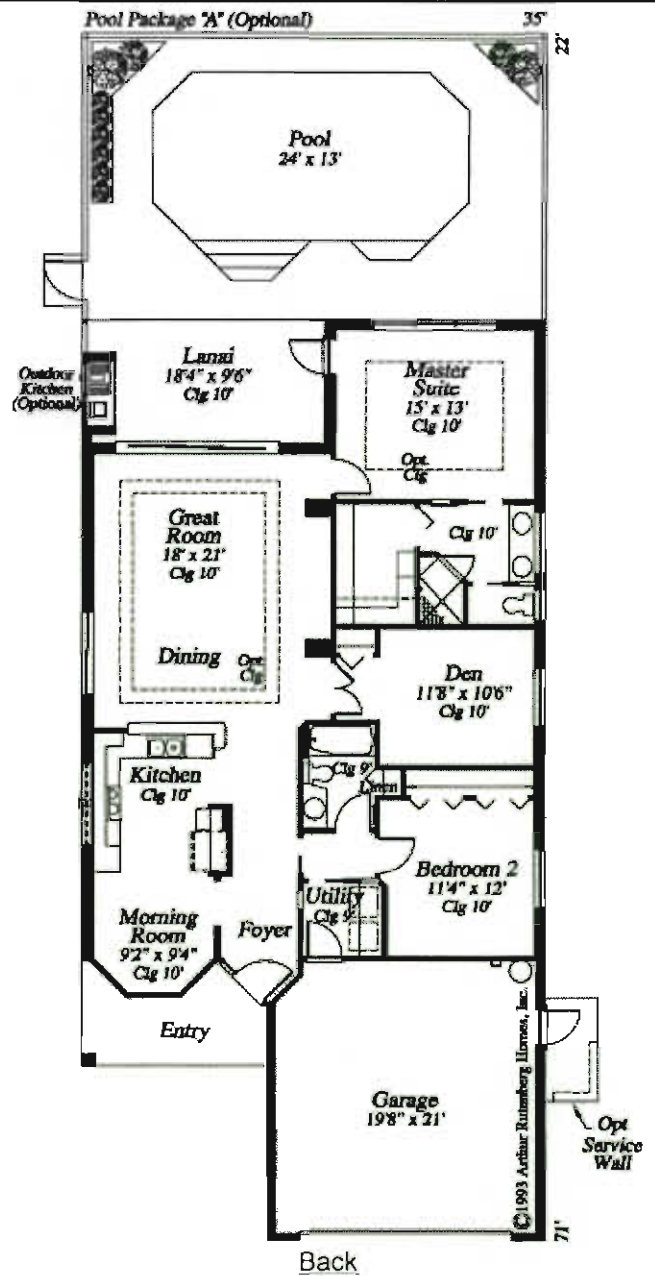 Pool Package "A" (Optional)
35'
22'
Pool
24' x 13'
Lanai
18'4" x 9'6"
Clg 10'
Outdoor
Kitchen
(Optional)
Master
Suite
15' x 13'
Clg 10'
Opt.
Clg
Great
Room
18' x 21'
Clg 10'
Clg 10'
Dining
Opt
Clg
Den
11'8" x 10'6"
Clg 10'
Kitchen
Clg 10'
Clg 9'
Linen
Bedroom 2
11'4" x 12'
Clg 10'
Utility
Clg 9'
Morning
Room
9'2" x 9'4"
Clg 10'
Foyer
Entry
Garage
19'8" x 21'
©1993 Arthur Rutenberg Homes, Inc.
Opt
Service
Wall
71'
Back